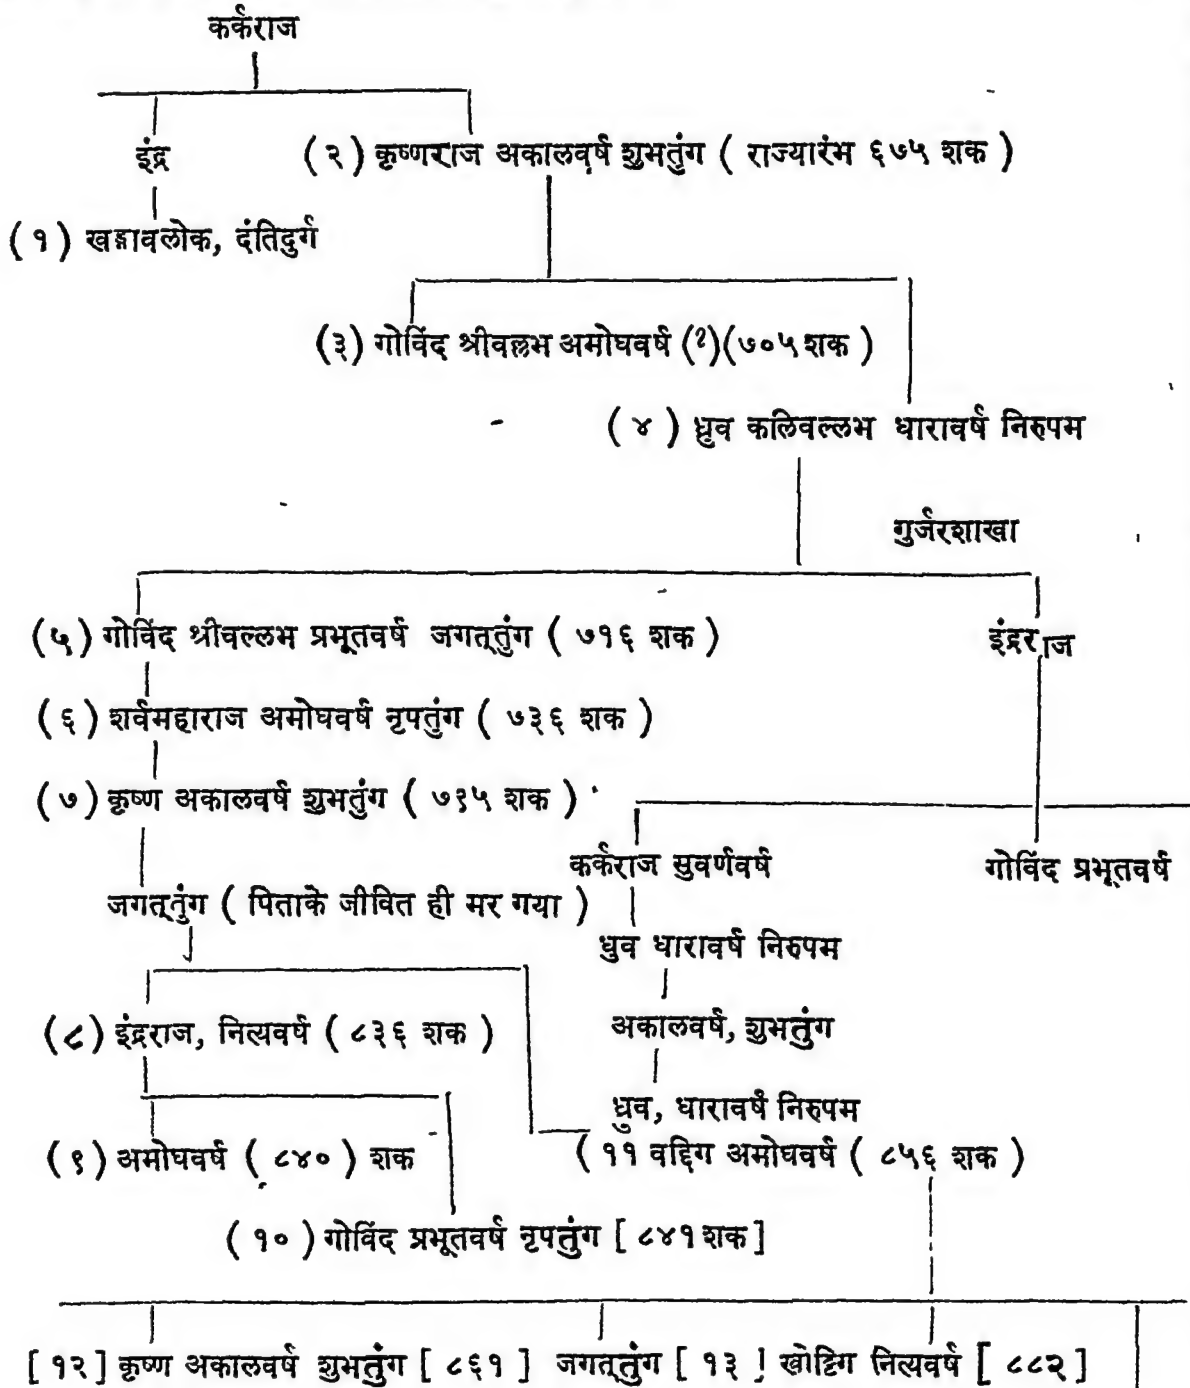 कर्कराज
इंद्र (२) कृष्णराज अकालवर्ष शुभतुंग ( राज्यारंभ ६७५ शक )
(१) खङ्गावलोक, दंतिदुर्ग
(३) गोविंद श्रीवल्लभ अमोघवर्ष (?)(७०५ शक )
(४) ध्रुव कलिवल्लभ धारावर्ष निरुपम
गुर्जरशाखा
(५) गोविंद श्रीवल्लभ प्रभूतवर्ष जगत्तुंग ( ७१६ शक ) इंद्रराज
(६) शर्वमहाराज अमोघवर्ष नृपतुंग ( ७३६ शक )
(७) कृष्ण अकालवर्ष शुभतुंग ( ७९५ शक )
कर्कराज सुवर्णवर्ष गोविंद प्रभूतवर्ष
जगत्तुंग ( पिताके जीवित ही मर गया )
ध्रुव धारावर्ष निरुपम
(८) इंद्रराज, नित्यवर्ष ( ८३६ शक ) अकालवर्ष, शुभतुंग
ध्रुव, धारावर्ष निरुपम
(९) अमोघवर्ष ( ८४० ) शक ( ११ वद्दिग अमोघवर्ष ( ८५६ शक )
(१०) गोविंद प्रभूतवर्ष नृपतुंग [ ८४१ शक ]
[ १२ ] कृष्ण अकालवर्ष शुभतुंग [ ८६१ ] जगत्तुंग [ १३ ] खोट्टिग नित्यवर्ष [ ८८२ ]